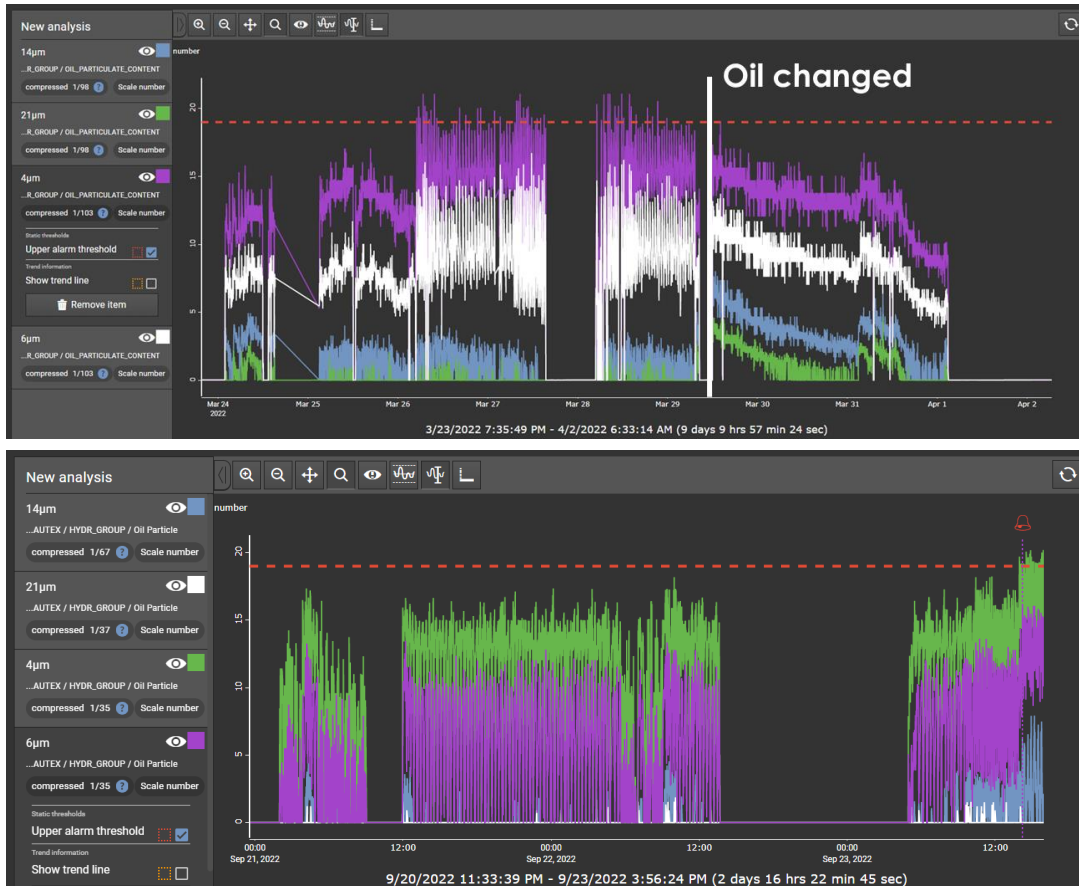 New analysis
14µm
...R_GROUP / OIL_PARTICULATE_CONTENT
compressed 1/98 ? Scale number
21µm
...R_GROUP / OIL_PARTICULATE_CONTENT
compressed 1/98 ? Scale number
4µm
...R_GROUP / OIL_PARTICULATE_CONTENT
compressed 1/103 ? Scale number
Static thresholds
Upper alarm threshold
Trend information
Show trend line
Remove item
6µm
...R_GROUP / OIL_PARTICULATE_CONTENT
compressed 1/103 ? Scale number
number
Oil changed
20
15
10
5
0
Mar 24 Mar 25 Mar 26 Mar 27 Mar 28 Mar 29 Mar 30 Mar 31 Apr 1 Apr 2
2022
3/23/2022 7:35:49 PM - 4/2/2022 6:33:14 AM (9 days 9 hrs 57 min 24 sec)
New analysis
14µm
...AUTEX / HYDR_GROUP / Oil Particle
compressed 1/67 ? Scale number
21µm
...AUTEX / HYDR_GROUP / Oil Particle
compressed 1/37 ? Scale number
4µm
...AUTEX / HYDR_GROUP / Oil Particle
compressed 1/35 ? Scale number
6µm
...AUTEX / HYDR_GROUP / Oil Particle
compressed 1/35 ? Scale number
Static thresholds
Upper alarm threshold
Trend information
Show trend line
number
20
15
10
5
0
00:00 12:00 00:00 12:00 00:00 12:00
Sep 21, 2022 Sep 22, 2022 Sep 23, 2022
9/20/2022 11:33:39 PM - 9/23/2022 3:56:24 PM (2 days 16 hrs 22 min 45 sec)